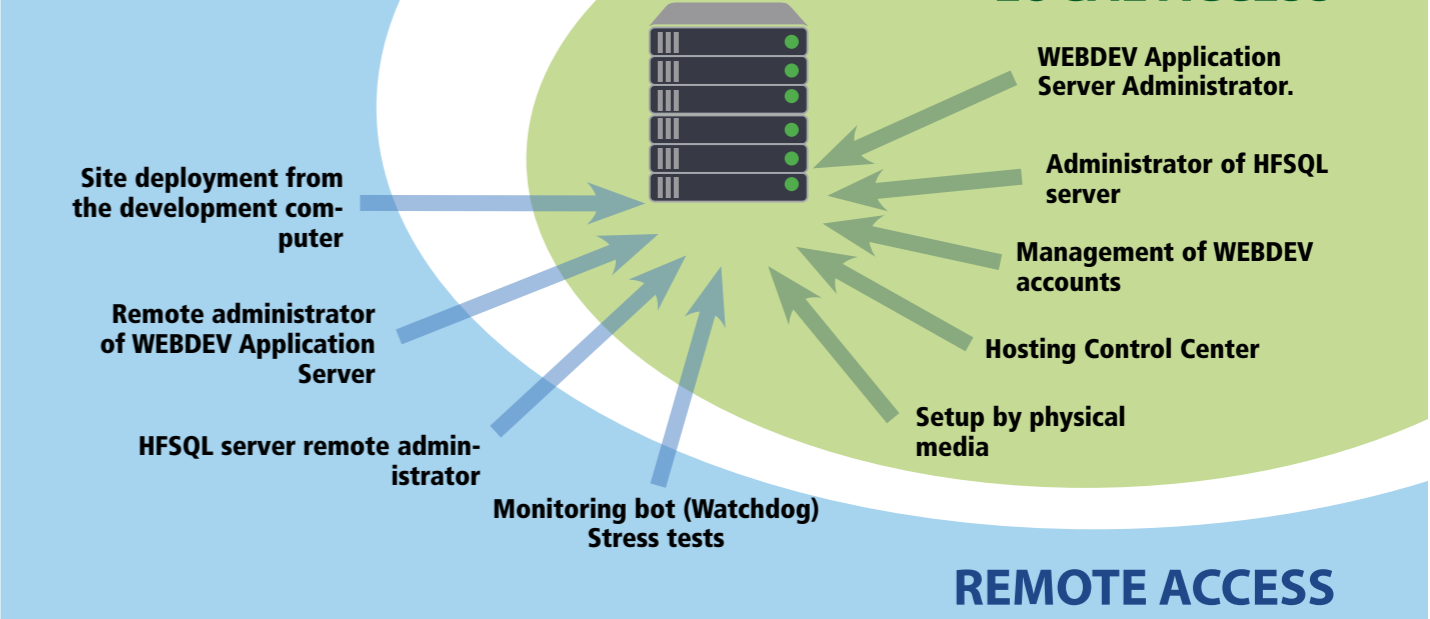 WEBDEV Application
Server Administrator.
Administrator of HFSQL
server
Management of WEBDEV
accounts
Hosting Control Center
Setup by physical
media
Site deployment from
the development com-
puter
Remote administrator
of WEBDEV Application
Server
HFSQL server remote admin-
istrator
Monitoring bot (Watchdog)
Stress tests
REMOTE ACCESS